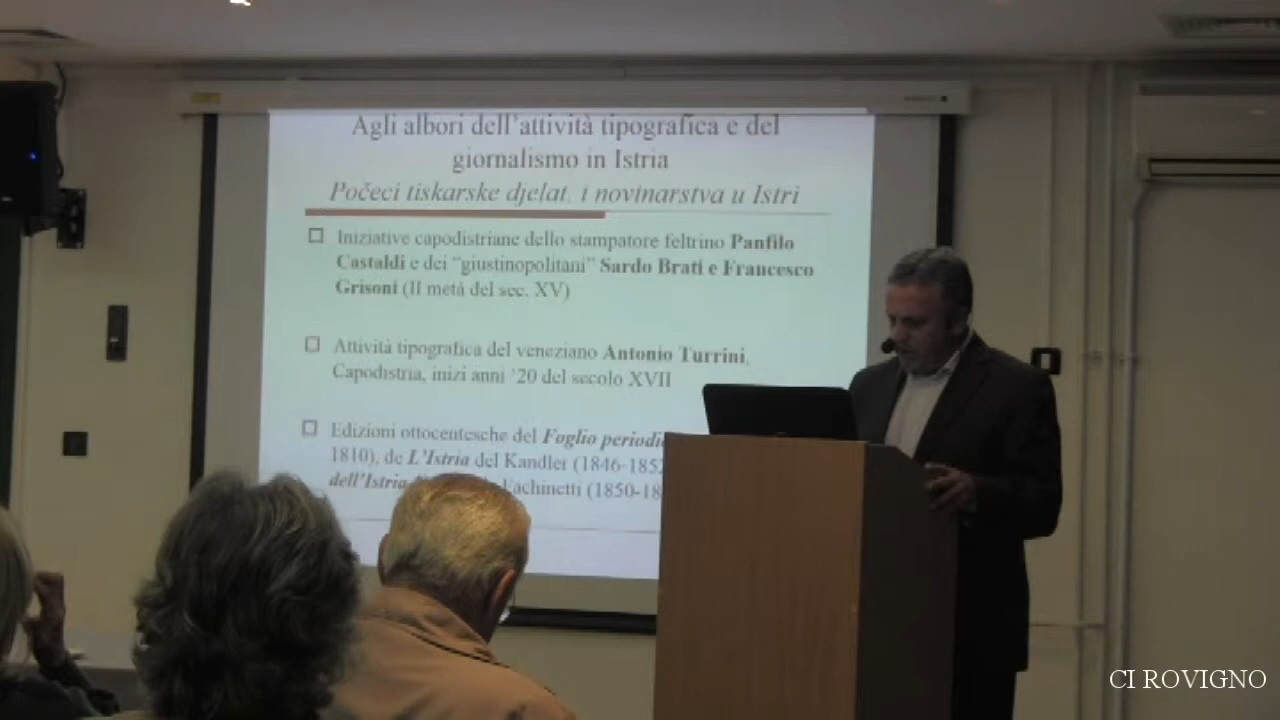 Agli albori dell'attività tipografica e del
giornalismo in Istria
Počeci tiskarske djelat. i novinarstva u Istri
Iniziative capodistriane dello stampatore feltrino Panfilo
Castaldi e dei "giustinopolitani" Sardo Brati e Francesco
Grisoni (II metà del sec. XV)
Attività tipografica del veneziano Antonio Turrini,
Capodistria, inizi anni '20 del secolo XVII
Edizioni ottocentesche del Foglio
1810), de L'Istria del Kandler (1846-1852
dell'Istria (1850-18
CI ROVIGNO